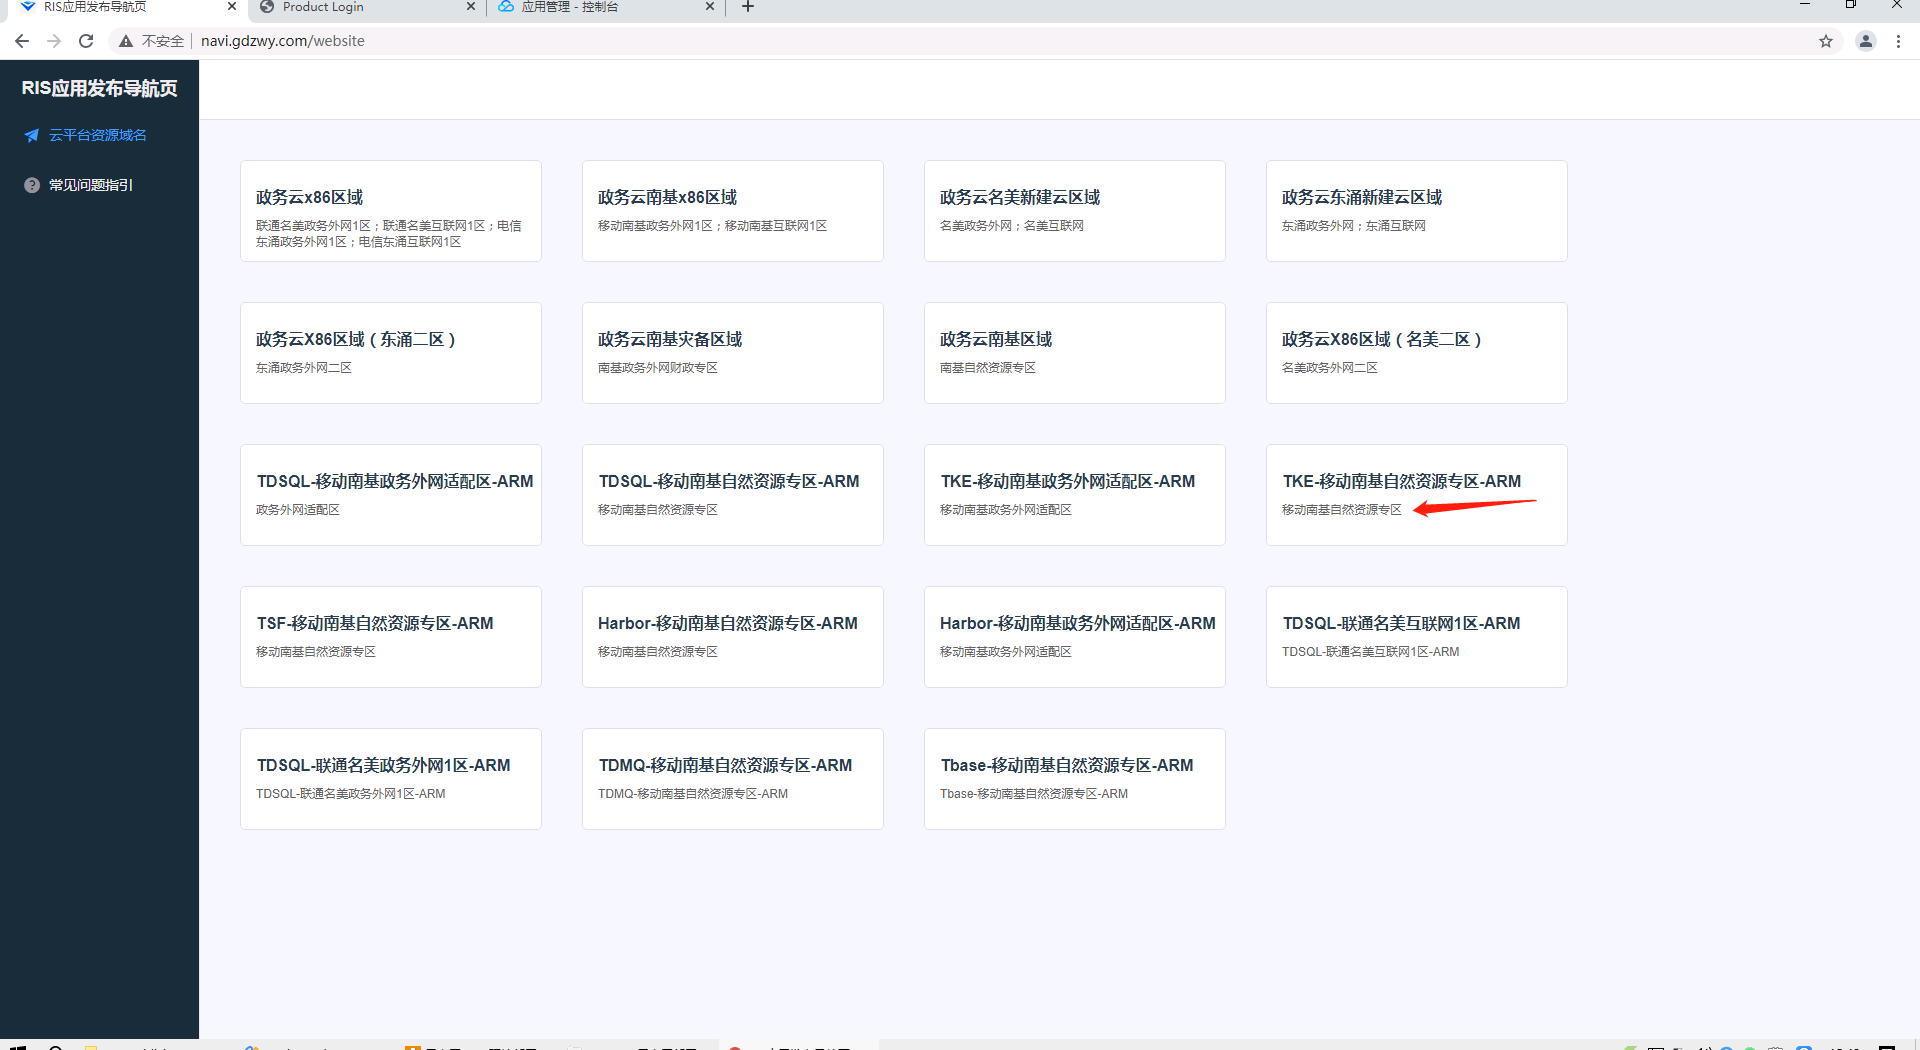 RIS应用发布导航页
Product Login
应用管理 - 控制台
不安全
navi.gdzwy.com/website
RIS应用发布导航页
云平台资源域名
常见问题指引
政务云x86区域
联通名美政务外网1区；联通名美互联网1区；电信
东涌政务外网1区；电信东涌互联网1区
政务云南基x86区域
移动南基政务外网1区；移动南基互联网1区
政务云名美新建云区域
名美政务外网；名美互联网
政务云东涌新建云区域
东涌政务外网；东涌互联网
政务云X86区域（东涌二区）
东涌政务外网二区
政务云南基灾备区域
南基政务外网财政专区
政务云南基区域
南基自然资源专区
政务云X86区域（名美二区）
名美政务外网二区
TDSQL-移动南基政务外网适配区-ARM
政务外网适配区
TDSQL-移动南基自然资源专区-ARM
移动南基自然资源专区
TKE-移动南基政务外网适配区-ARM
移动南基政务外网适配区
TKE-移动南基自然资源专区-ARM
移动南基自然资源专区
TSF-移动南基自然资源专区-ARM
移动南基自然资源专区
Harbor-移动南基自然资源专区-ARM
移动南基自然资源专区
Harbor-移动南基政务外网适配区-ARM
移动南基政务外网适配区
TDSQL-联通名美互联网1区-ARM
TDSQL-联通名美互联网1区-ARM
TDSQL-联通名美政务外网1区-ARM
TDSQL-联通名美政务外网1区-ARM
TDMQ-移动南基自然资源专区-ARM
TDMQ-移动南基自然资源专区-ARM
Tbase-移动南基自然资源专区-ARM
Tbase-移动南基自然资源专区-ARM